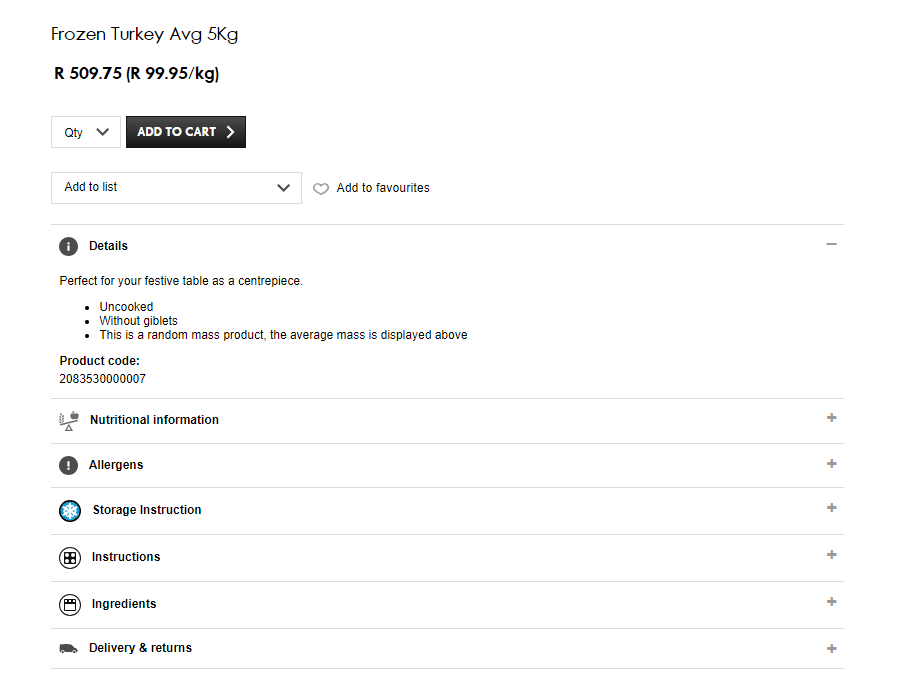 Frozen Turkey Avg 5Kg
R 509.75 (R 99.95/kg)
Qty
ADD TO CART
Add to list
Add to favourites
Details
Perfect for your festive table as a centrepiece.
Uncooked
Without giblets
This is a random mass product, the average mass is displayed above
Product code:
2083530000007
Nutritional information
Allergens
Storage Instruction
Instructions
Ingredients
Delivery & returns